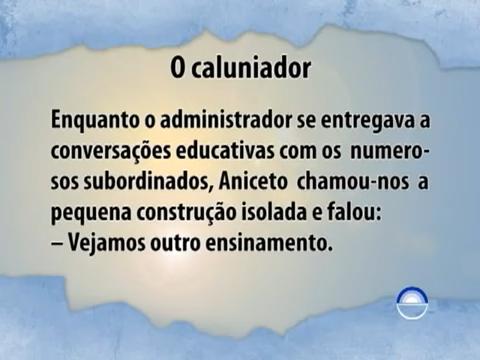 O caluniador
Enquanto o administrador se entregava a
conversações educativas com os numero-
sos subordinados, Aniceto chamou-nos a
pequena construção isolada e falou:
– Vejamos outro ensinamento.